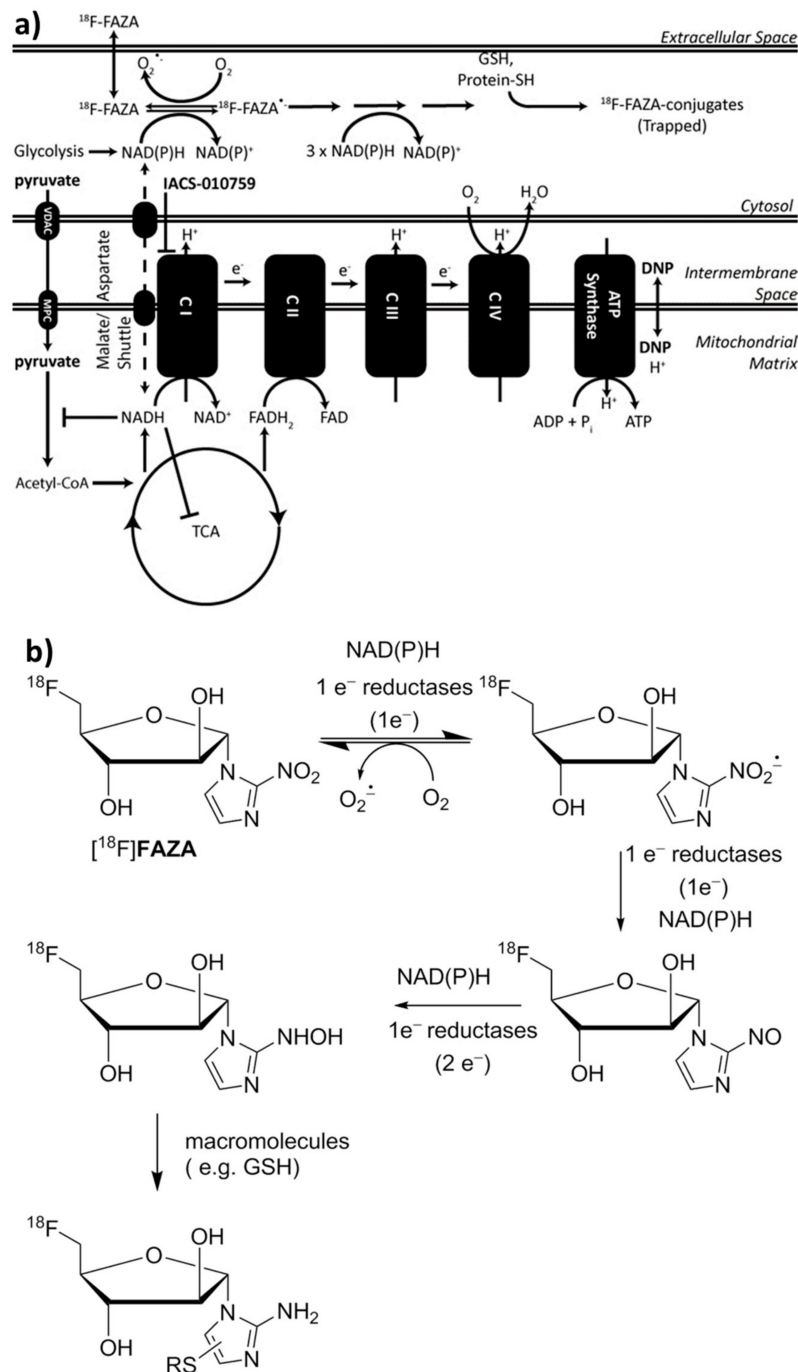 a)
¹⁸F-FAZA
Extracellular Space
O₂•- O₂
GSH,
Protein-SH
¹⁸F-FAZA ¹⁸F-FAZA•- ¹⁸F-FAZA-conjugates
(Trapped)
Glycolysis NAD(P)H NAD(P)⁺ 3 x NAD(P)H NAD(P)⁺
pyruvate IACS-010759
O₂ H₂O
VDAC Cytosol
H⁺ H⁺ H⁺
Malate/ Aspartate
Shuttle
C I e⁻ C II e⁻ C III e⁻ C IV ATP
Synthase
DNP Intermembrane
Space
MPC
pyruvate DNP Mitochondrial
H⁺ Matrix
NADH NAD⁺ FADH₂ FAD H⁺
ADP + Pᵢ ATP
Acetyl-CoA
TCA
b)
NAD(P)H
1 e⁻ reductases
(1e⁻)
O₂•- O₂
¹⁸F OH
O
N NO₂
OH N
[¹⁸F]FAZA
¹⁸F OH
O
N NO₂•-
OH N
1 e⁻ reductases
(1e⁻)
NAD(P)H
¹⁸F OH
O
N NO
OH N
NAD(P)H
1e⁻ reductases
(2 e⁻)
¹⁸F OH
O
N NHOH
OH N
macromolecules
( e.g. GSH)
¹⁸F OH
O
N NH₂
OH N
RS